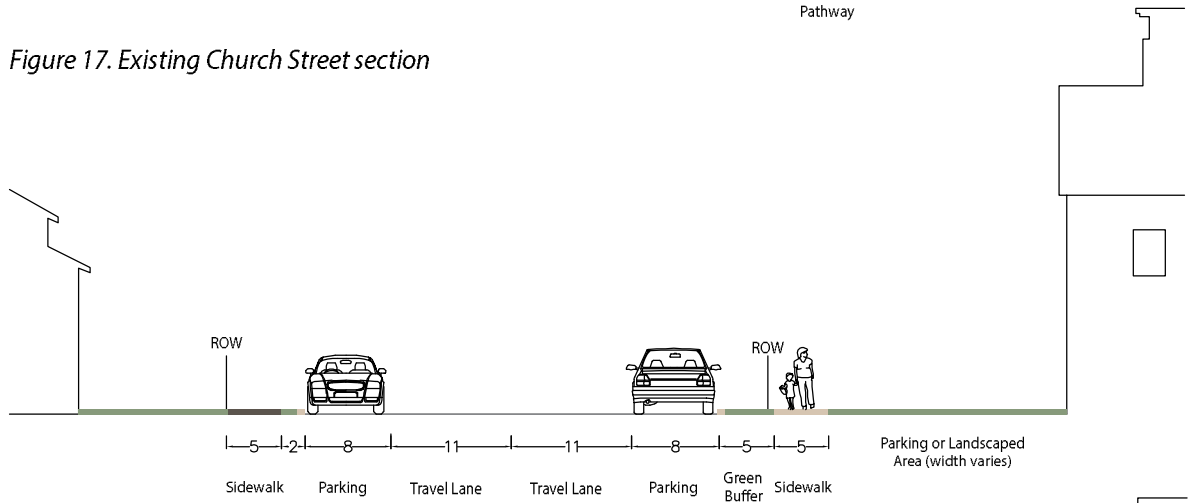 Pathway
Figure 17. Existing Church Street section
ROW
ROW
5 2 8 11 11 8 5 5
Sidewalk Parking Travel Lane Travel Lane Parking Green Buffer Sidewalk
Parking or Landscaped
Area (width varies)